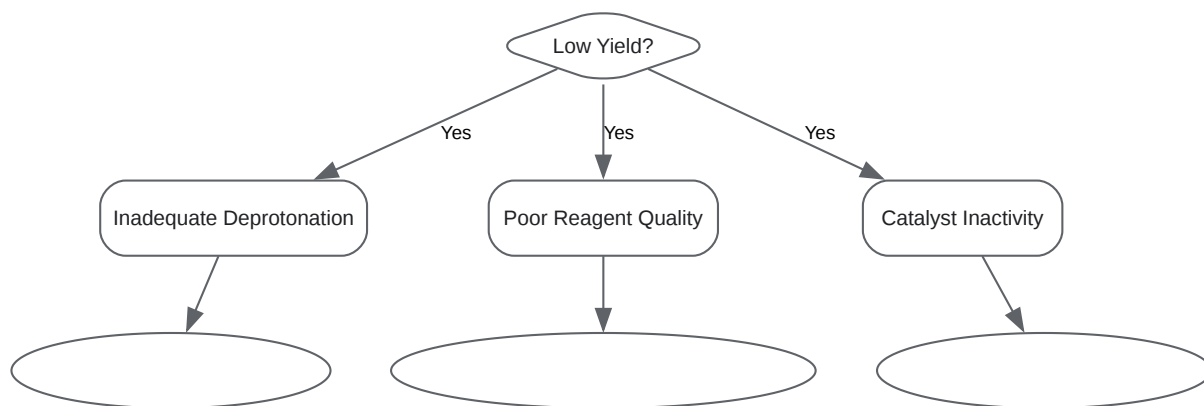 Low Yield?
Yes
Yes
Yes
Inadequate Deprotonation
Poor Reagent Quality
Catalyst Inactivity